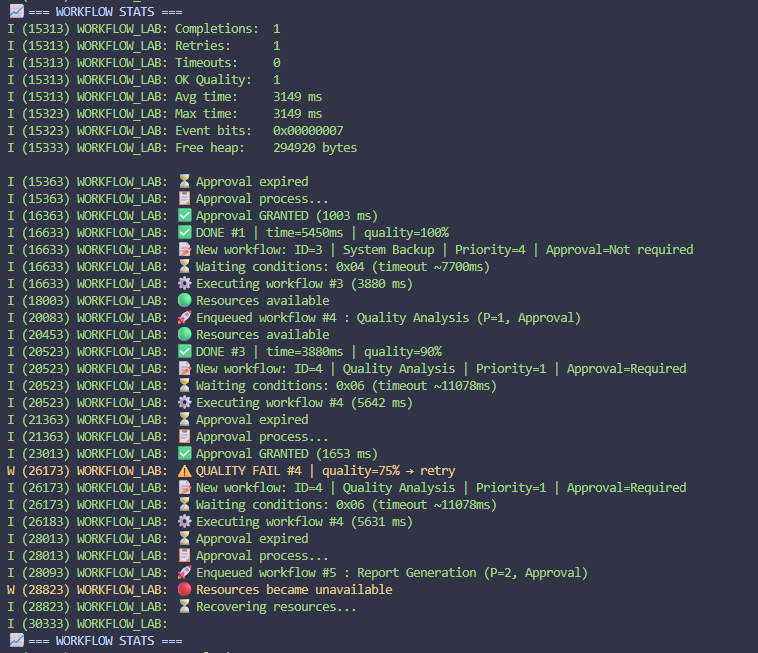 📈 === WORKFLOW STATS ===
I (15313) WORKFLOW_LAB: Completions:  1
I (15313) WORKFLOW_LAB: Retries:      1
I (15313) WORKFLOW_LAB: Timeouts:     0
I (15313) WORKFLOW_LAB: OK Quality:   1
I (15313) WORKFLOW_LAB: Avg time:     3149 ms
I (15323) WORKFLOW_LAB: Max time:     3149 ms
I (15323) WORKFLOW_LAB: Event bits:   0x00000007
I (15333) WORKFLOW_LAB: Free heap:    294920 bytes
I (15363) WORKFLOW_LAB: ⏳ Approval expired
I (15363) WORKFLOW_LAB: 📋 Approval process...
I (16363) WORKFLOW_LAB: ✅ Approval GRANTED (1003 ms)
I (16633) WORKFLOW_LAB: ✅ DONE #1 | time=5450ms | quality=100%
I (16633) WORKFLOW_LAB: 📝 New workflow: ID=3 | System Backup | Priority=4 | Approval=Not required
I (16633) WORKFLOW_LAB: ⏳ Waiting conditions: 0x04 (timeout ~7700ms)
I (16633) WORKFLOW_LAB: ⚙️ Executing workflow #3 (3880 ms)
I (18003) WORKFLOW_LAB: 🟢 Resources available
I (20083) WORKFLOW_LAB: 🚀 Enqueued workflow #4 : Quality Analysis (P=1, Approval)
I (20453) WORKFLOW_LAB: 🟢 Resources available
I (20523) WORKFLOW_LAB: ✅ DONE #3 | time=3880ms | quality=90%
I (20523) WORKFLOW_LAB: 📝 New workflow: ID=4 | Quality Analysis | Priority=1 | Approval=Required
I (20523) WORKFLOW_LAB: ⏳ Waiting conditions: 0x06 (timeout ~11078ms)
I (20523) WORKFLOW_LAB: ⚙️ Executing workflow #4 (5642 ms)
I (21363) WORKFLOW_LAB: ⏳ Approval expired
I (21363) WORKFLOW_LAB: 📋 Approval process...
I (23013) WORKFLOW_LAB: ✅ Approval GRANTED (1653 ms)
W (26173) WORKFLOW_LAB: ⚠️ QUALITY FAIL #4 | quality=75% → retry
I (26173) WORKFLOW_LAB: 📝 New workflow: ID=4 | Quality Analysis | Priority=1 | Approval=Required
I (26173) WORKFLOW_LAB: ⏳ Waiting conditions: 0x06 (timeout ~11078ms)
I (26183) WORKFLOW_LAB: ⚙️ Executing workflow #4 (5631 ms)
I (28013) WORKFLOW_LAB: ⏳ Approval expired
I (28013) WORKFLOW_LAB: 📋 Approval process...
I (28093) WORKFLOW_LAB: 🚀 Enqueued workflow #5 : Report Generation (P=2, Approval)
W (28823) WORKFLOW_LAB: 🔴 Resources became unavailable
I (28823) WORKFLOW_LAB: ⏳ Recovering resources...
I (30333) WORKFLOW_LAB:
📈 === WORKFLOW STATS ===